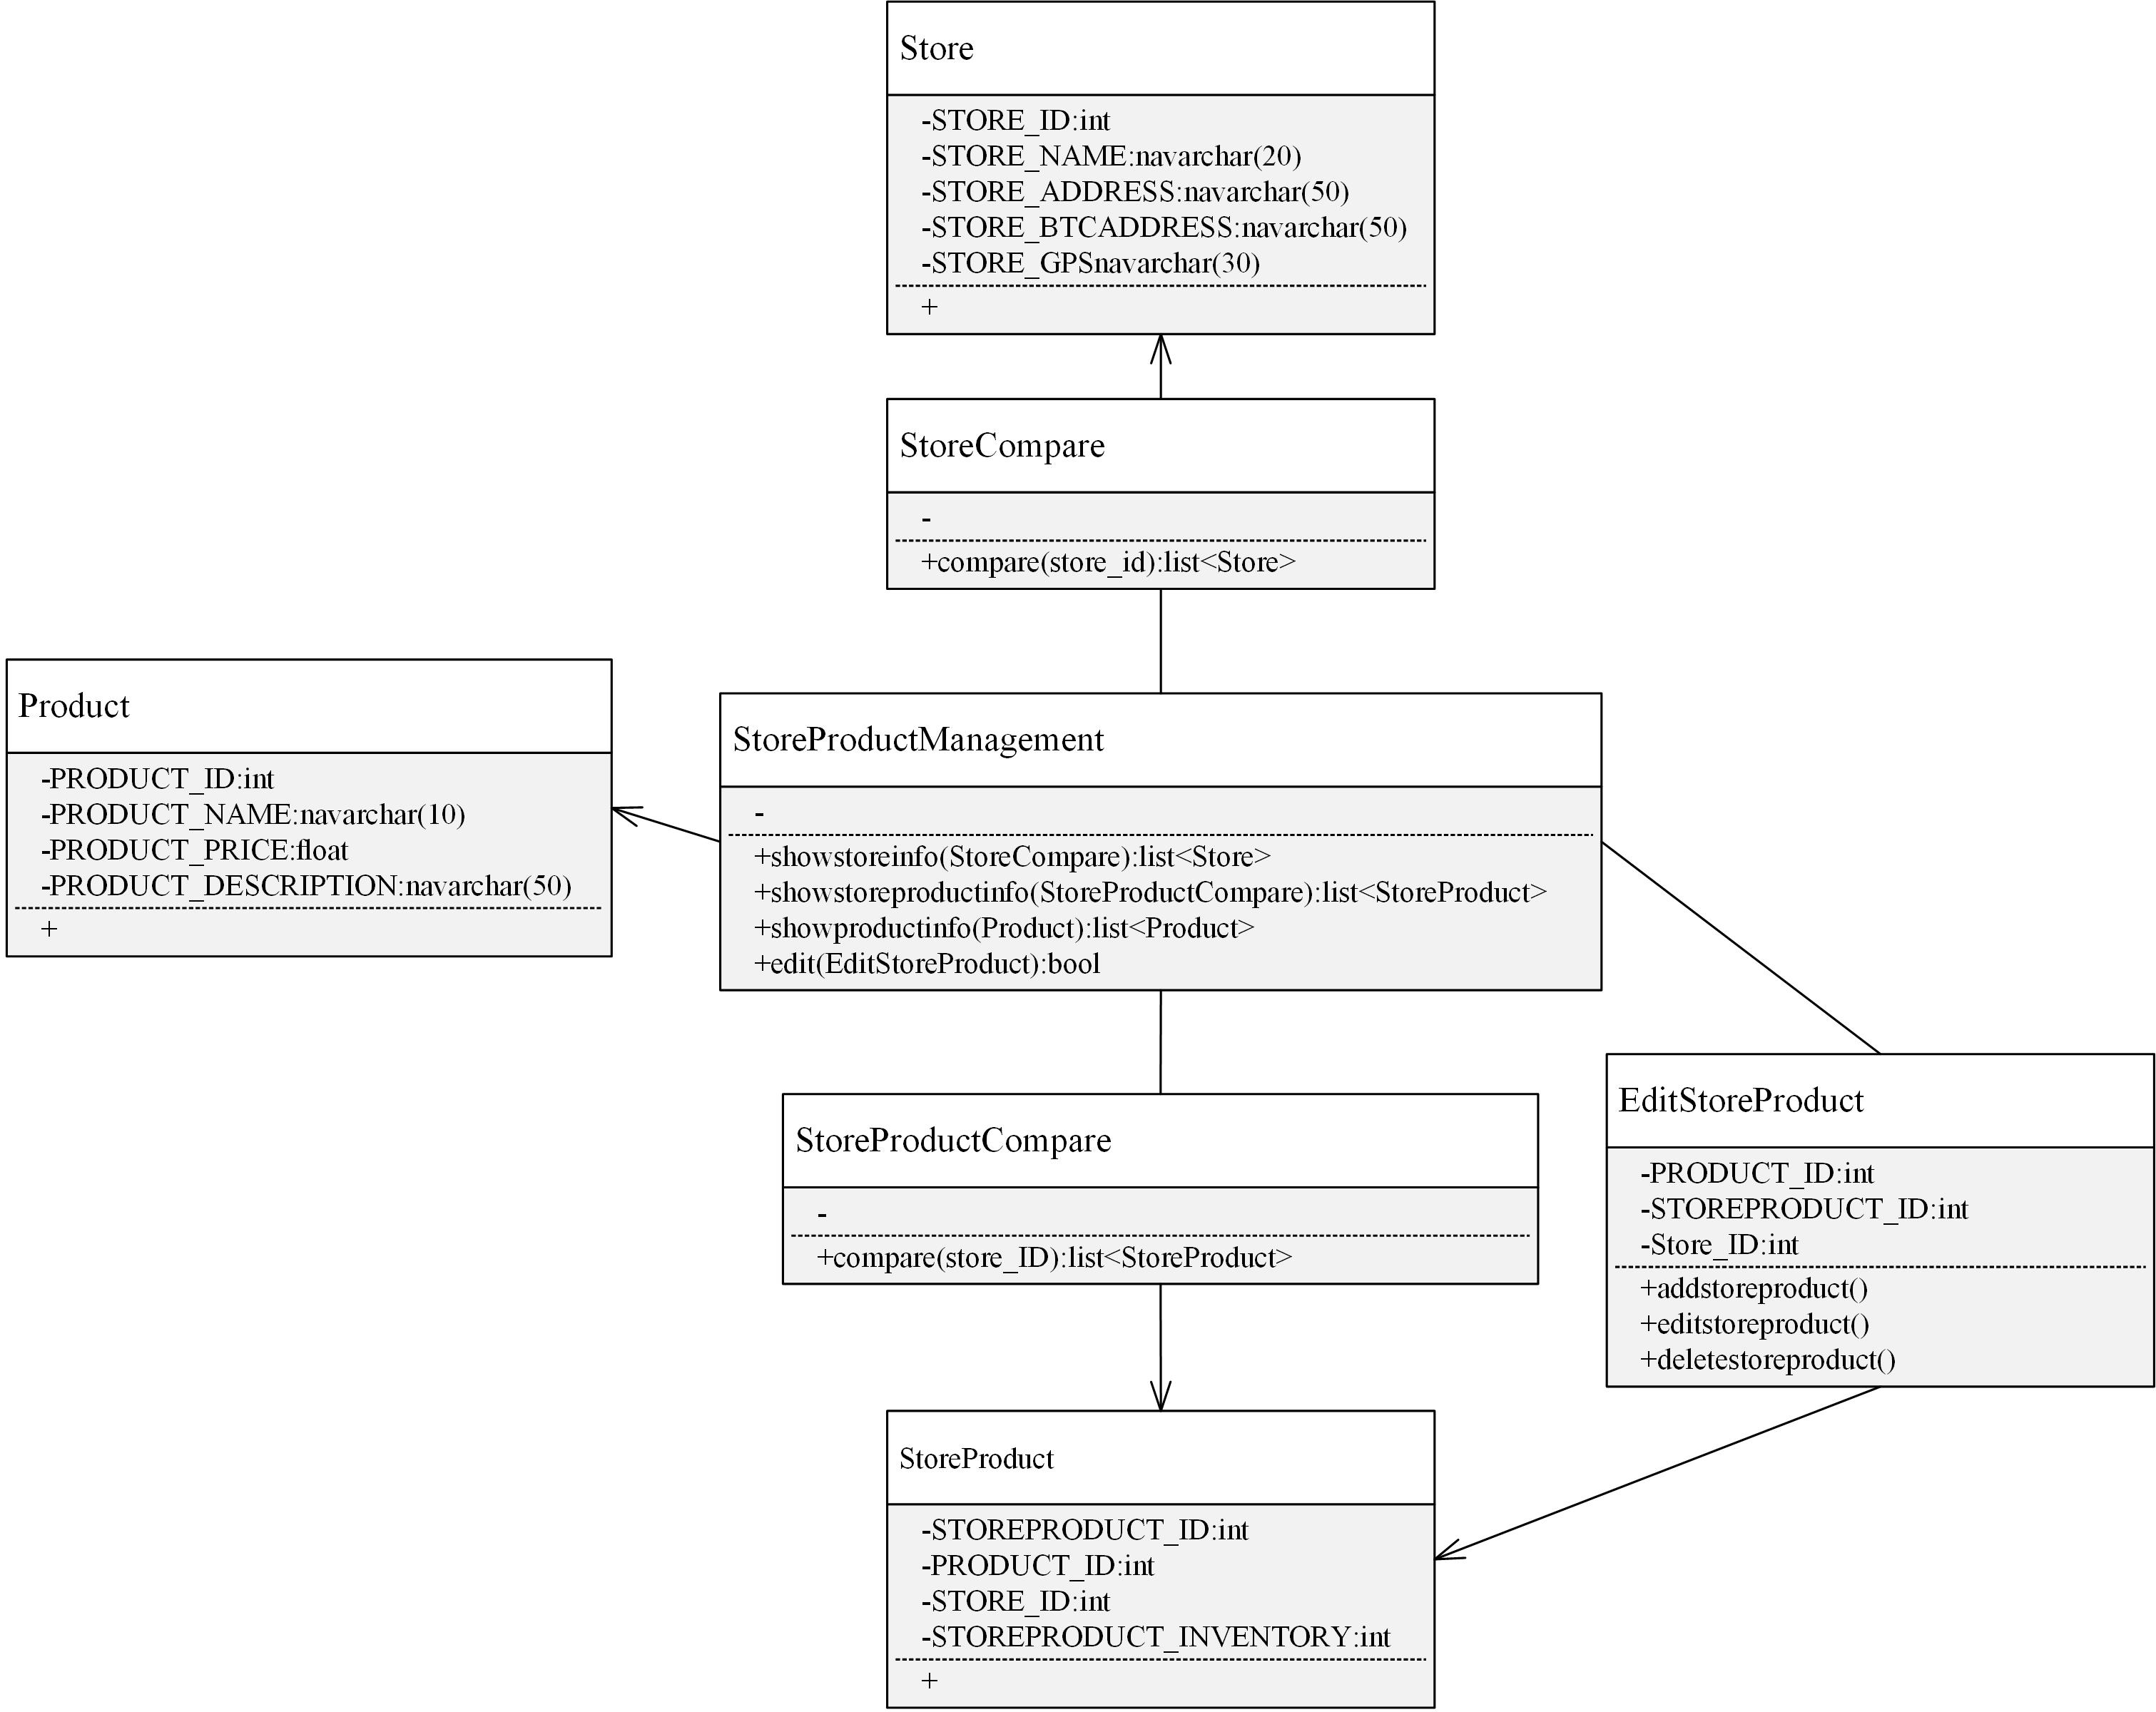 Store
-STORE_ID:int
-STORE_NAME:navarchar(20)
-STORE_ADDRESS:navarchar(50)
-STORE_BTCADDRESS:navarchar(50)
-STORE_GPSnavarchar(30)
+
StoreCompare
-
+compare(store_id):list<Store>
Product
-PRODUCT_ID:int
-PRODUCT_NAME:navarchar(10)
-PRODUCT_PRICE:float
-PRODUCT_DESCRIPTION:navarchar(50)
+
StoreProductManagement
-
+showstoreinfo(StoreCompare):list<Store>
+showstoreproductinfo(StoreProductCompare):list<StoreProduct>
+showproductinfo(Product):list<Product>
+edit(EditStoreProduct):bool
StoreProductCompare
-
+compare(store_ID):list<StoreProduct>
EditStoreProduct
-PRODUCT_ID:int
-STOREPRODUCT_ID:int
-Store_ID:int
+addstoreproduct()
+editstoreproduct()
+deletestoreproduct()
StoreProduct
-STOREPRODUCT_ID:int
-PRODUCT_ID:int
-STORE_ID:int
-STOREPRODUCT_INVENTORY:int
+